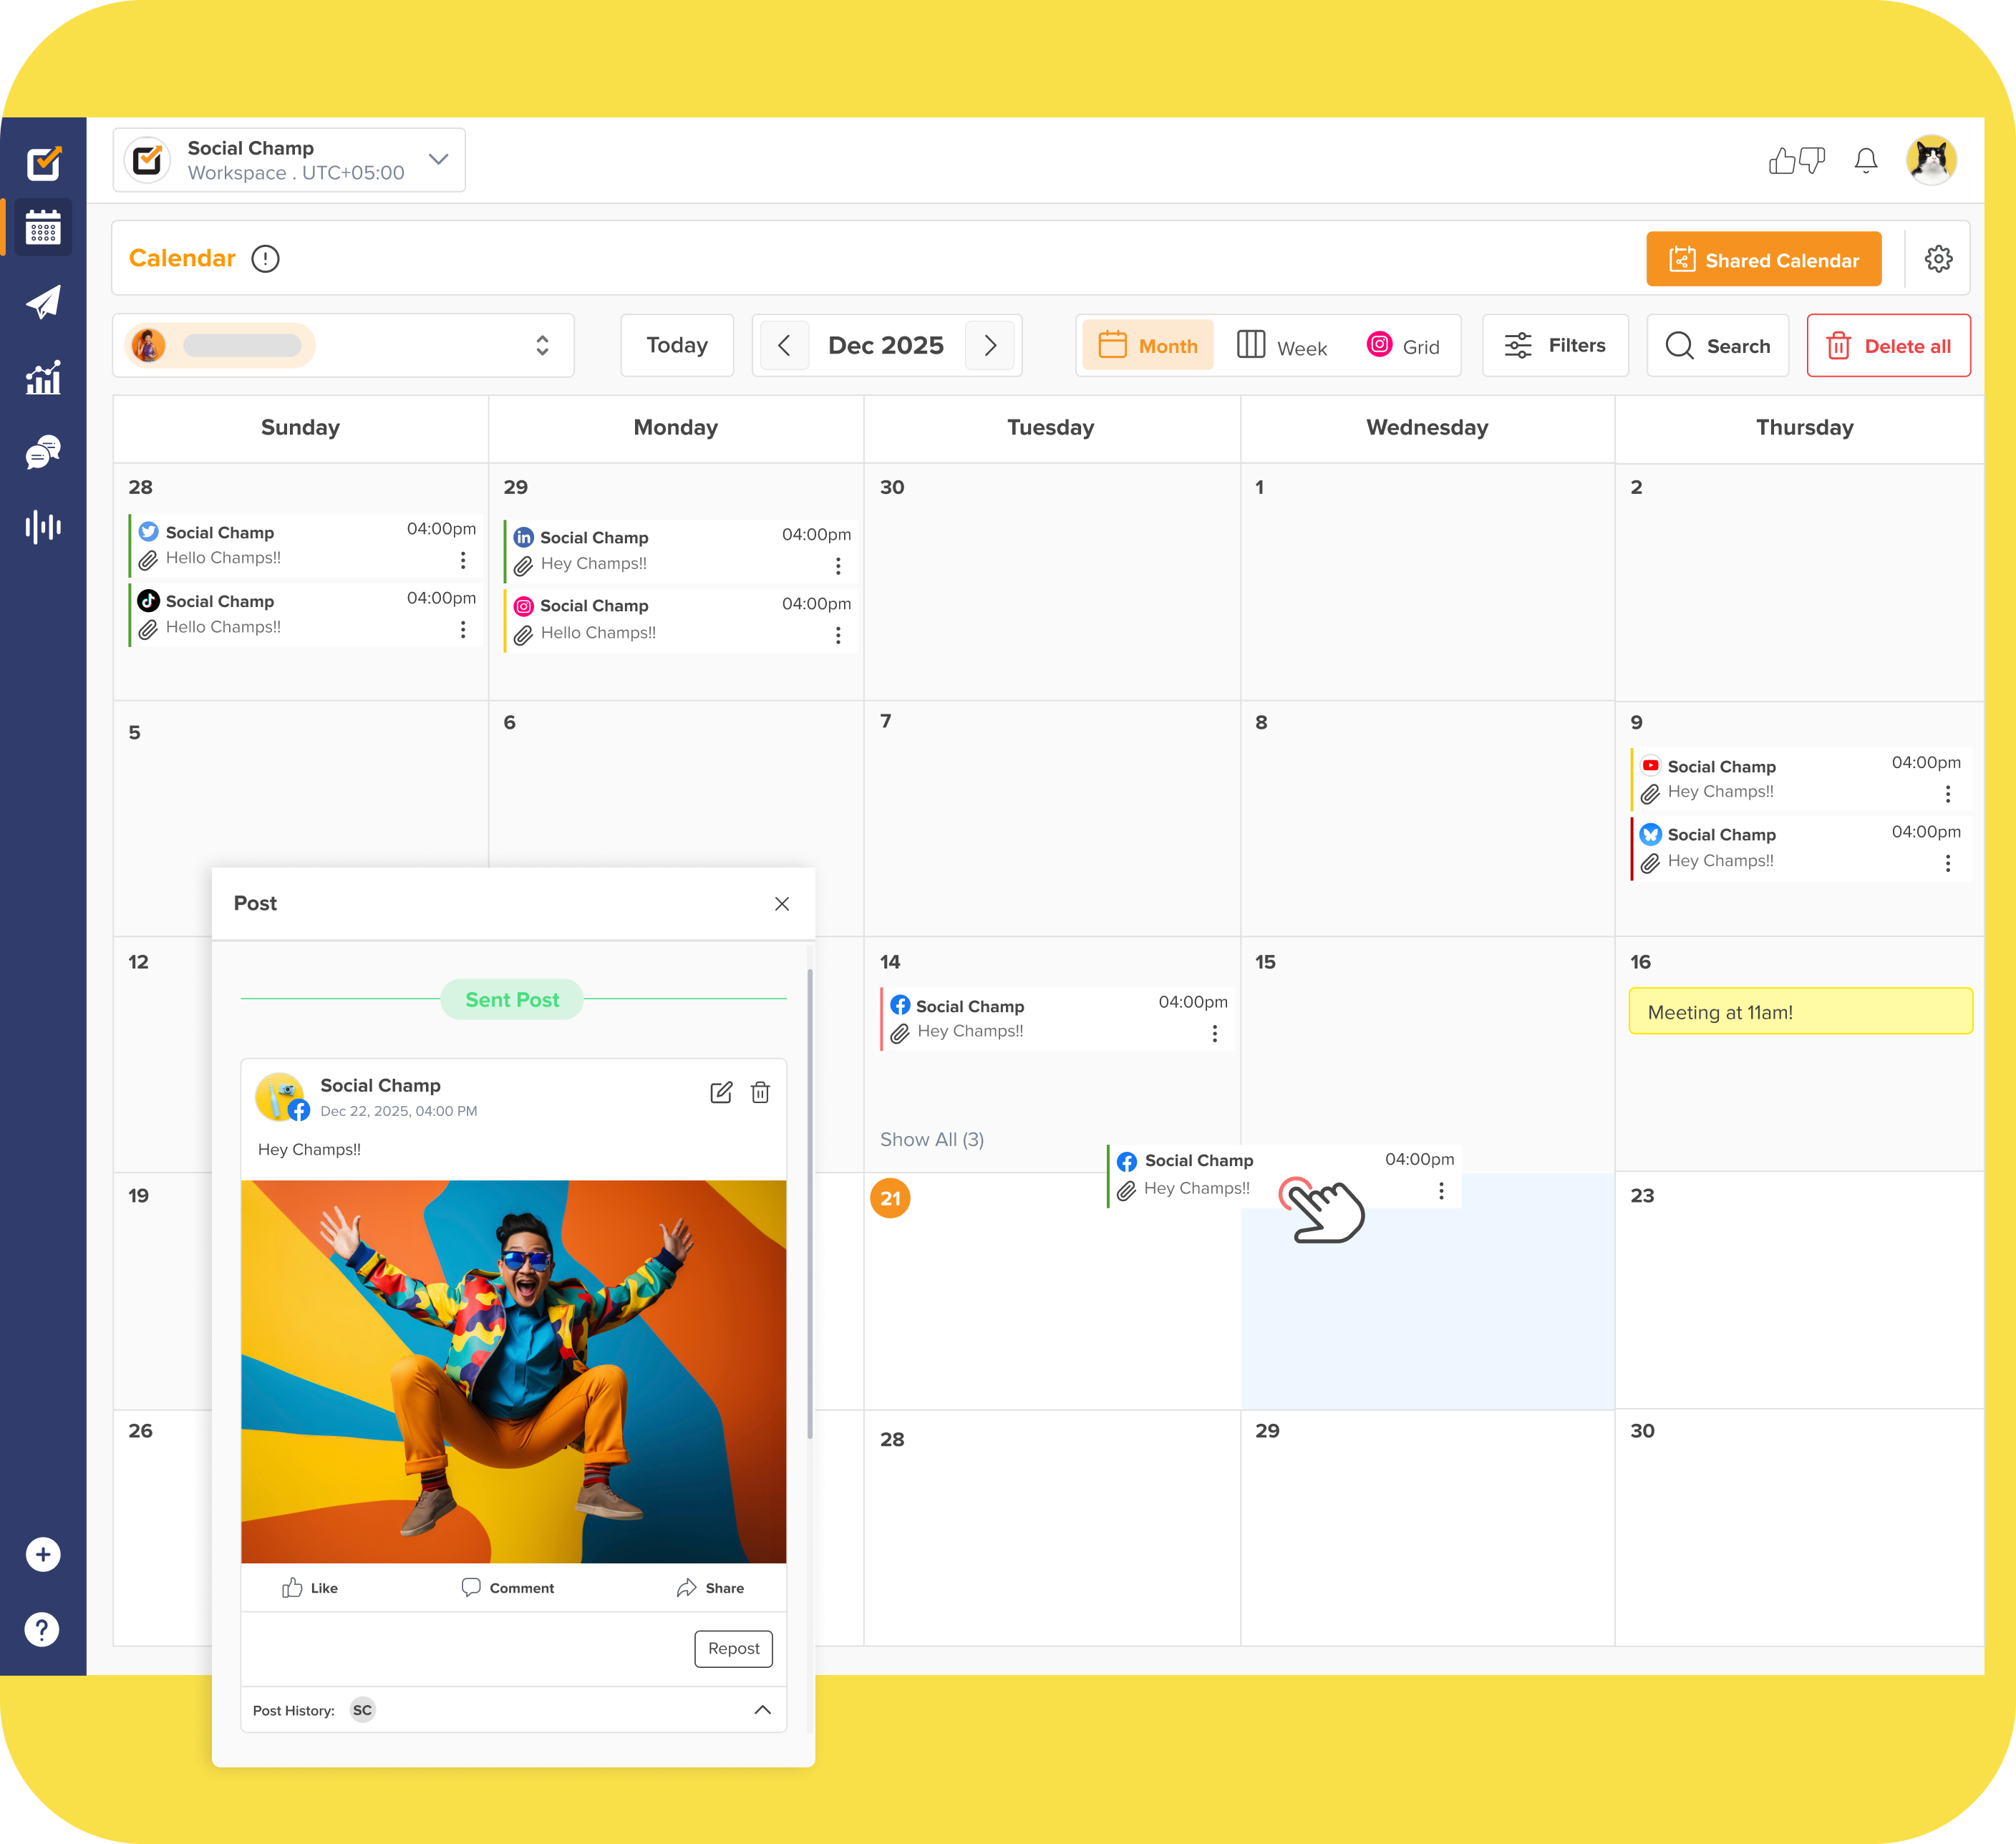 Social Champ
Workspace . UTC+05:00
Calendar
Shared Calendar
Today
Dec 2025
Month
Week
Grid
Filters
Search
Delete all
Sunday
Monday
Tuesday
Wednesday
Thursday
28
Social Champ 04:00pm
Hello Champs!!
Social Champ 04:00pm
Hello Champs!!
29
Social Champ 04:00pm
Hey Champs!!
Social Champ 04:00pm
Hello Champs!!
30
1
2
5
6
7
8
9
Social Champ 04:00pm
Hey Champs!!
Social Champ 04:00pm
Hey Champs!!
12
14
Social Champ 04:00pm
Hey Champs!!
Show All (3)
15
16
Meeting at 11am!
19
21
Social Champ 04:00pm
Hey Champs!!
23
26
28
29
30
Post
Sent Post
Social Champ
Dec 22, 2025, 04:00 PM
Hey Champs!!
Like
Comment
Share
Repost
Post History: SC